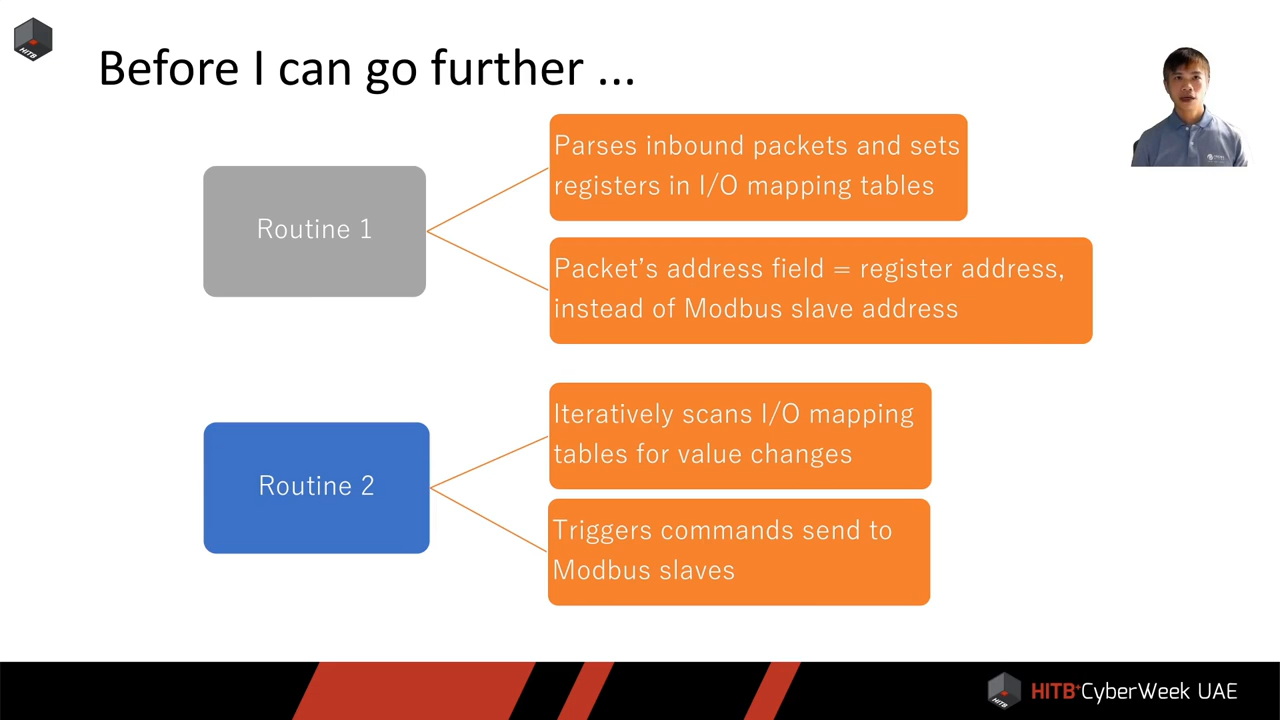 HITB
Before I can go further ...
Routine 1
Parses inbound packets and sets
registers in I/O mapping tables
Packet's address field = register address,
instead of Modbus slave address
Routine 2
Iteratively scans I/O mapping
tables for value changes
Triggers commands send to
Modbus slaves
HITB
HITB+CyberWeek UAE